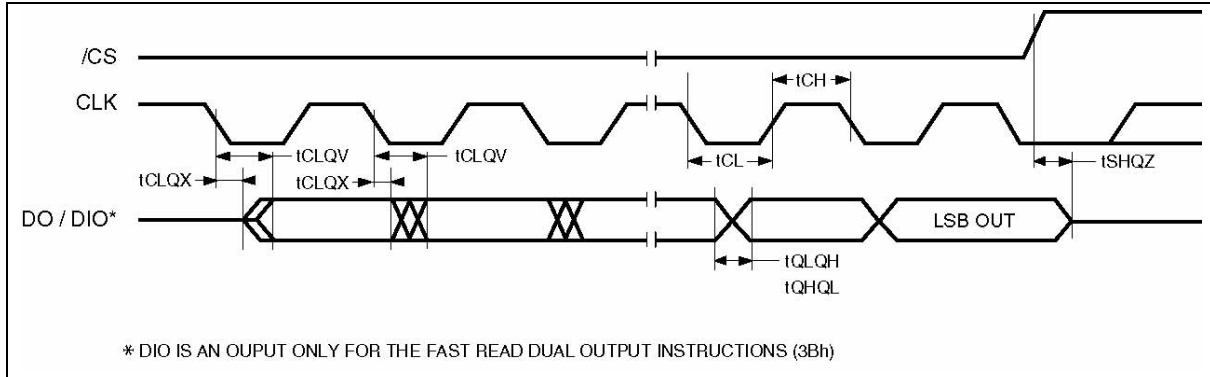 /CS
tCH
CLK
tCLQV
tCLQV
tCL
tSHQZ
tCLQX
tCLQX
DO / DIO*
LSB OUT
tQLQH
tQHQL
* DIO IS AN OUPUT ONLY FOR THE FAST READ DUAL OUTPUT INSTRUCTIONS (3Bh)